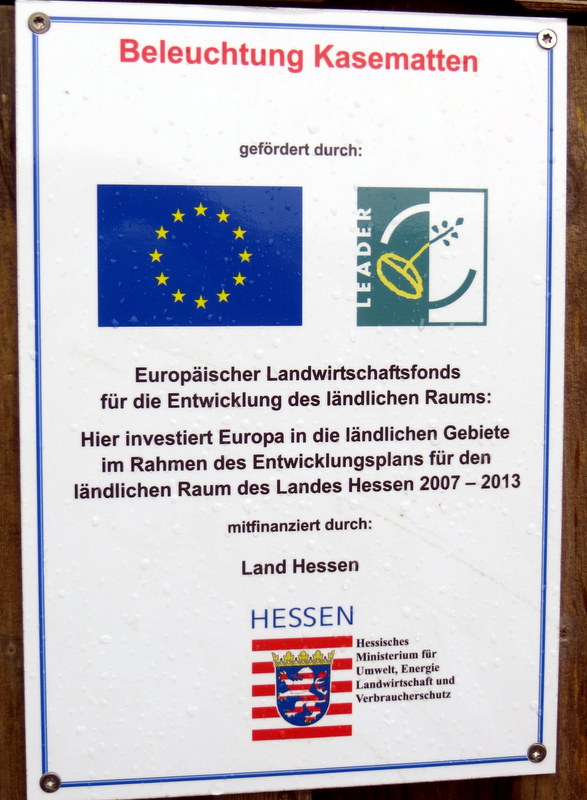 Beleuchtung Kasematten
gefördert durch:
LEADER
Europäischer Landwirtschaftsfonds
für die Entwicklung des ländlichen Raums:
Hier investiert Europa in die ländlichen Gebiete
im Rahmen des Entwicklungsplans für den
ländlichen Raum des Landes Hessen 2007 – 2013
mitfinanziert durch:
Land Hessen
HESSEN
Hessisches
Ministerium für
Umwelt, Energie
Landwirtschaft und
Verbraucherschutz